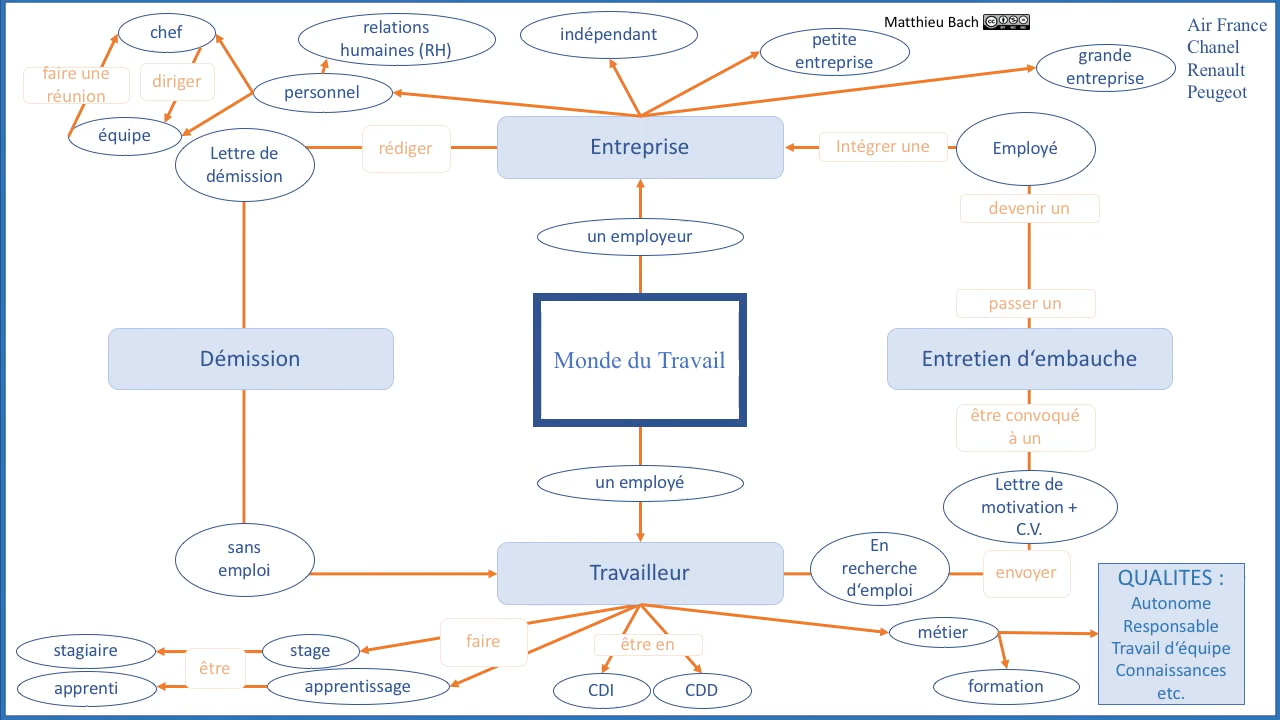 Matthieu Bach
Air France
Chanel
Renault
Peugeot
chef
relations
humaines (RH)
indépendant
petite
entreprise
grande
entreprise
faire une
réunion
diriger
personnel
équipe
Lettre de
démission
rédiger
Entreprise
Intégrer une
Employé
devenir un
un employeur
passer un
Démission
Monde du Travail
Entretien d‘embauche
être convoqué
à un
un employé
Lettre de
motivation +
C.V.
sans
emploi
Travailleur
En
recherche
d‘emploi
envoyer
QUALITES :
Autonome
Responsable
Travail d‘équipe
Connaissances
etc.
faire
être en
métier
stagiaire
être
stage
apprenti
apprentissage
CDI
CDD
formation